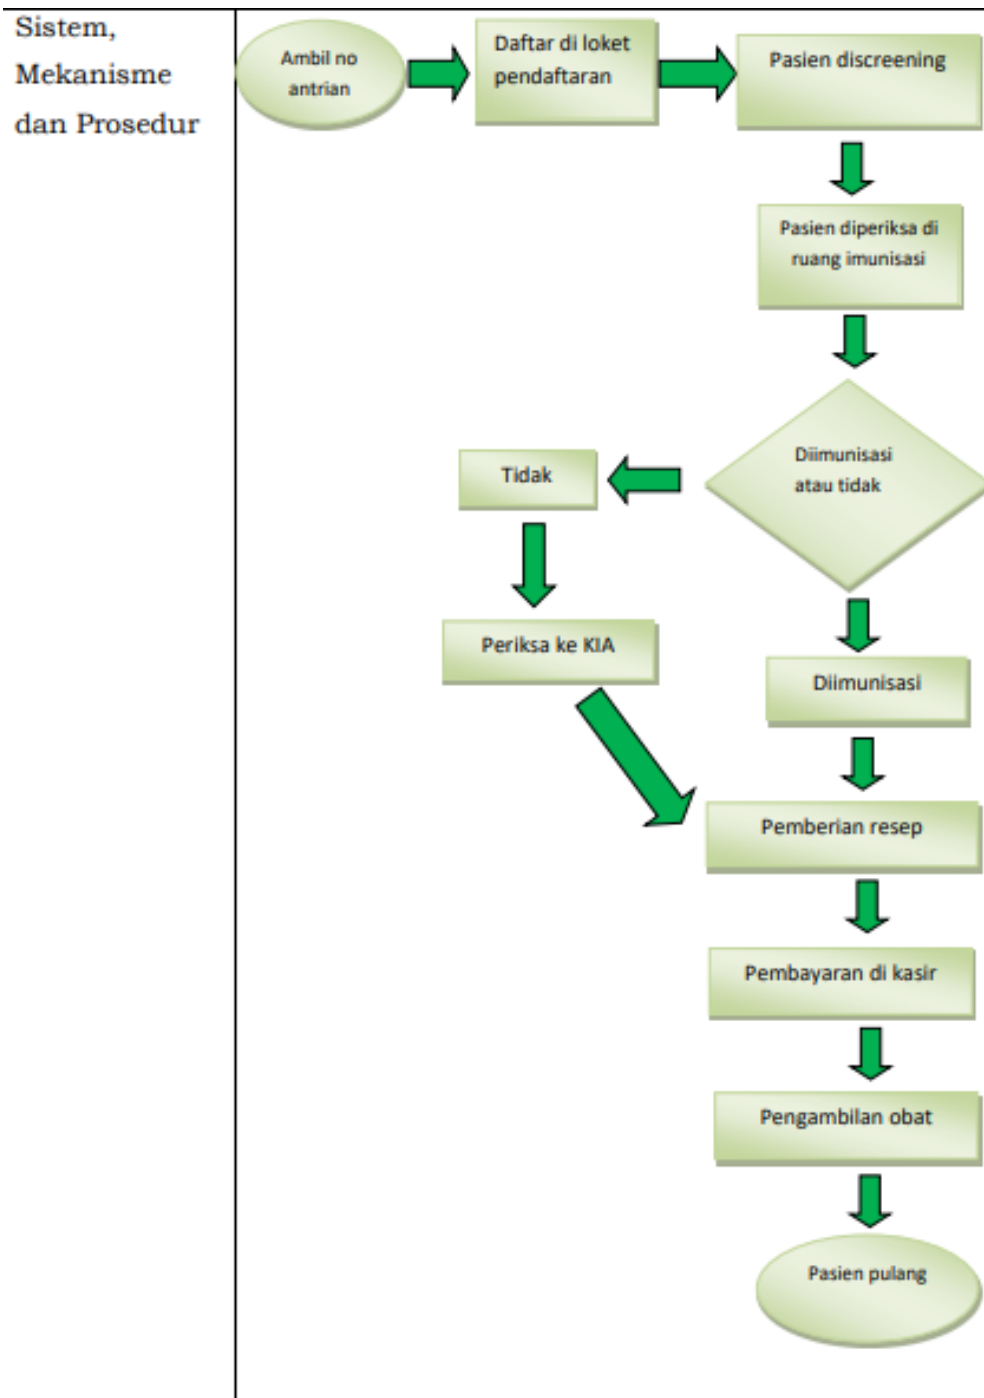 Sistem,
Mekanisme
dan Prosedur
Ambil no
antrian
Daftar di loket
pendaftaran
Pasien discreening
Pasien diperiksa di
ruang imunisasi
Diimunisasi
atau tidak
Tidak
Periksa ke KIA
Diimunisasi
Pemberian resep
Pembayaran di kasir
Pengambilan obat
Pasien pulang